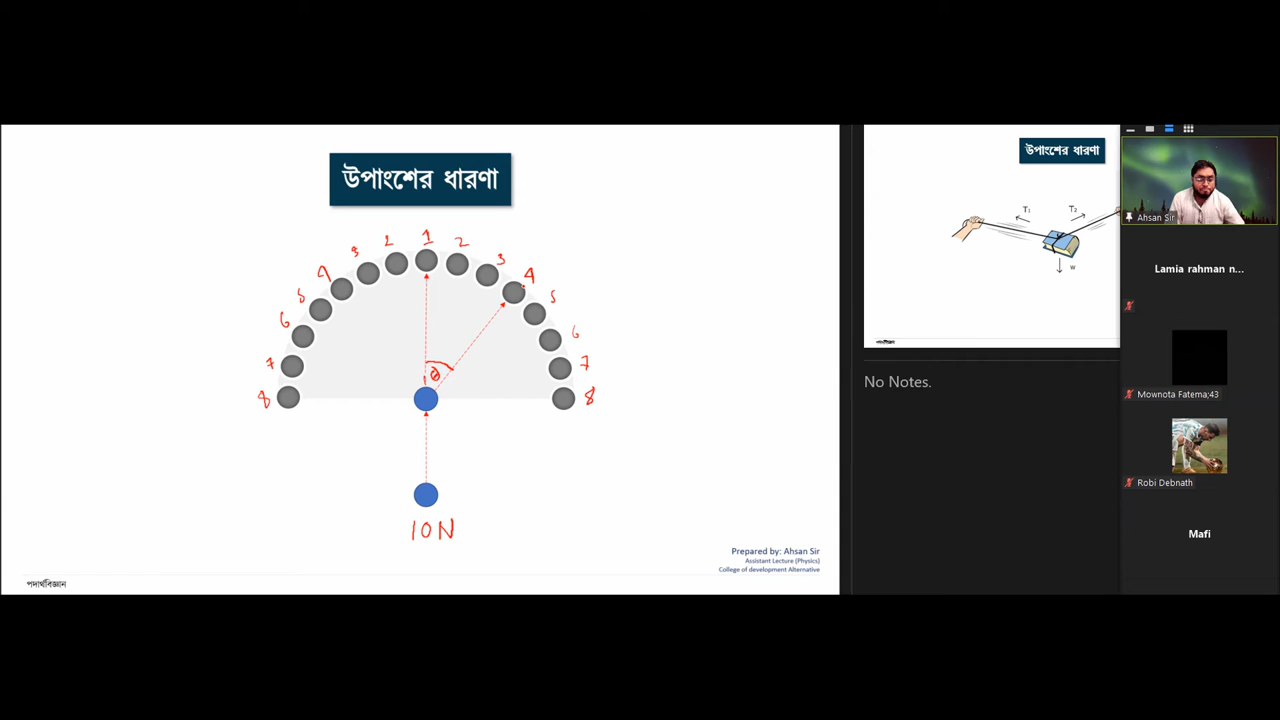 উপাংশের ধারণা
1
2
2
3
3
4
4
5
5
6
6
7
7
8
8
θ
10N
Prepared by: Ahsan Sir
Assistant Lecture (Physics)
College of development Alternative
পদার্থবিজ্ঞান
উপাংশের ধারণা
T₁
T₂
W
পদার্থবিজ্ঞান
No Notes.
Ahsan Sir
Lamia rahman n...
Mownota Fatema;43
Robi Debnath
Mafi